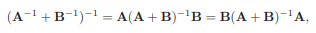 (A⁻¹ + B⁻¹)⁻¹ = A(A + B)⁻¹B = B(A + B)⁻¹A,